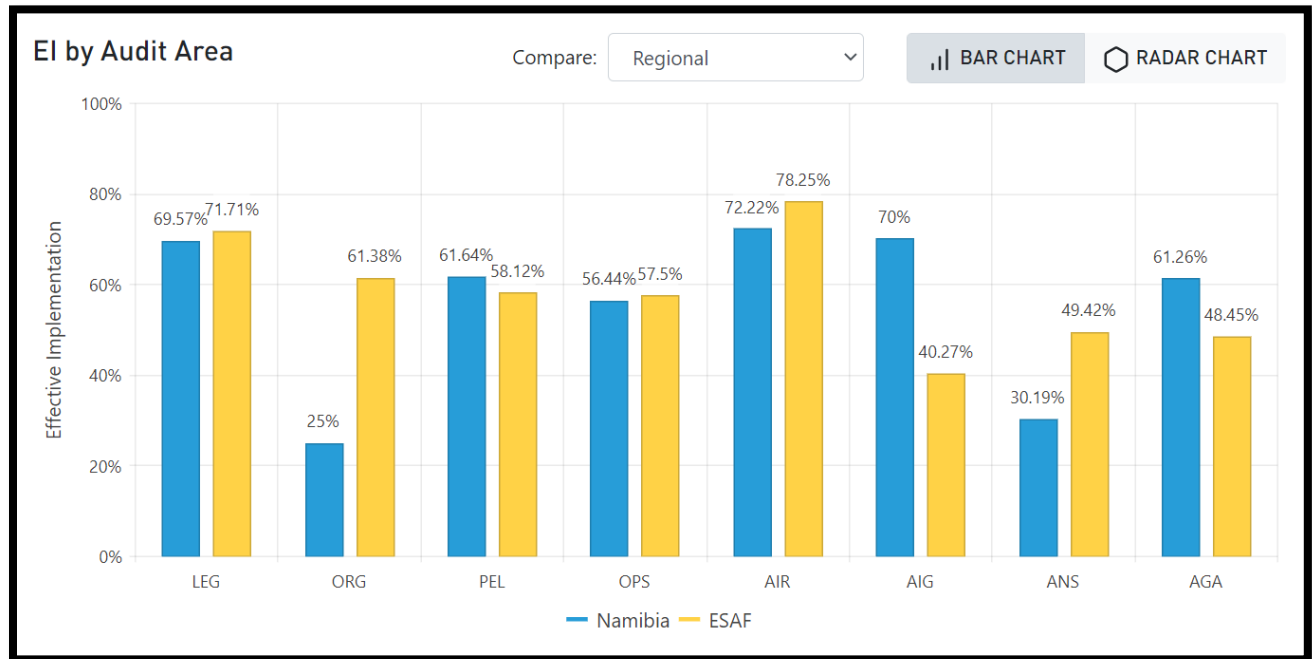 EI by Audit Area
Compare: Regional
BAR CHART
RADAR CHART
Effective Implementation
100%
80%
60%
40%
20%
0%
69.57% 71.71%
25% 61.38%
61.64% 58.12%
56.44% 57.5%
72.22% 78.25%
70% 40.27%
30.19% 49.42%
61.26% 48.45%
LEG ORG PEL OPS AIR AIG ANS AGA
Namibia ESAF